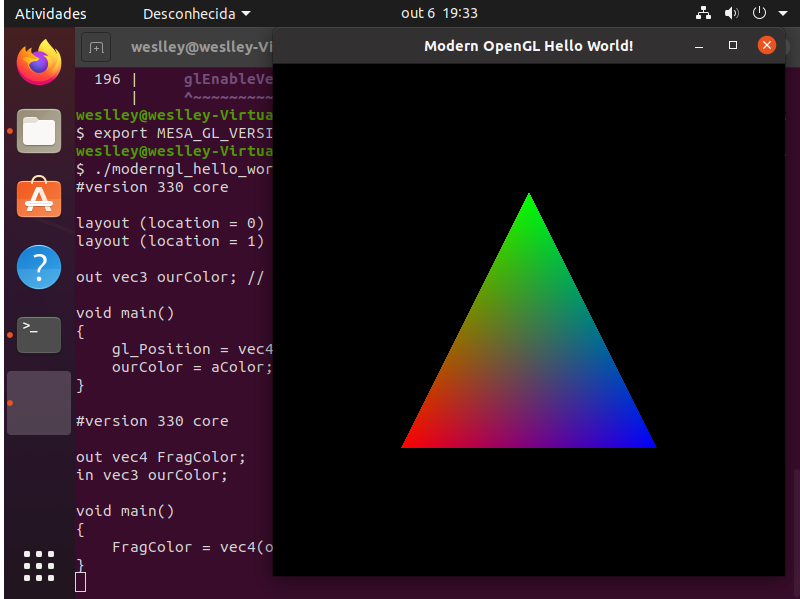 Atividades
Desconhecida
out 6 19:33
weslley@weslley-Vi
Modern OpenGL Hello World!
196 | glEnableVe
| ^~~~~~~~~~
weslley@weslley-Virtua
$ export MESA_GL_VERSI
weslley@weslley-Virtua
$ ./moderngl_hello_wor
#version 330 core
layout (location = 0)
layout (location = 1)
out vec3 ourColor; //
void main()
{
gl_Position = vec4
ourColor = aColor;
}
#version 330 core
out vec4 FragColor;
in vec3 ourColor;
void main()
{
FragColor = vec4(o
}